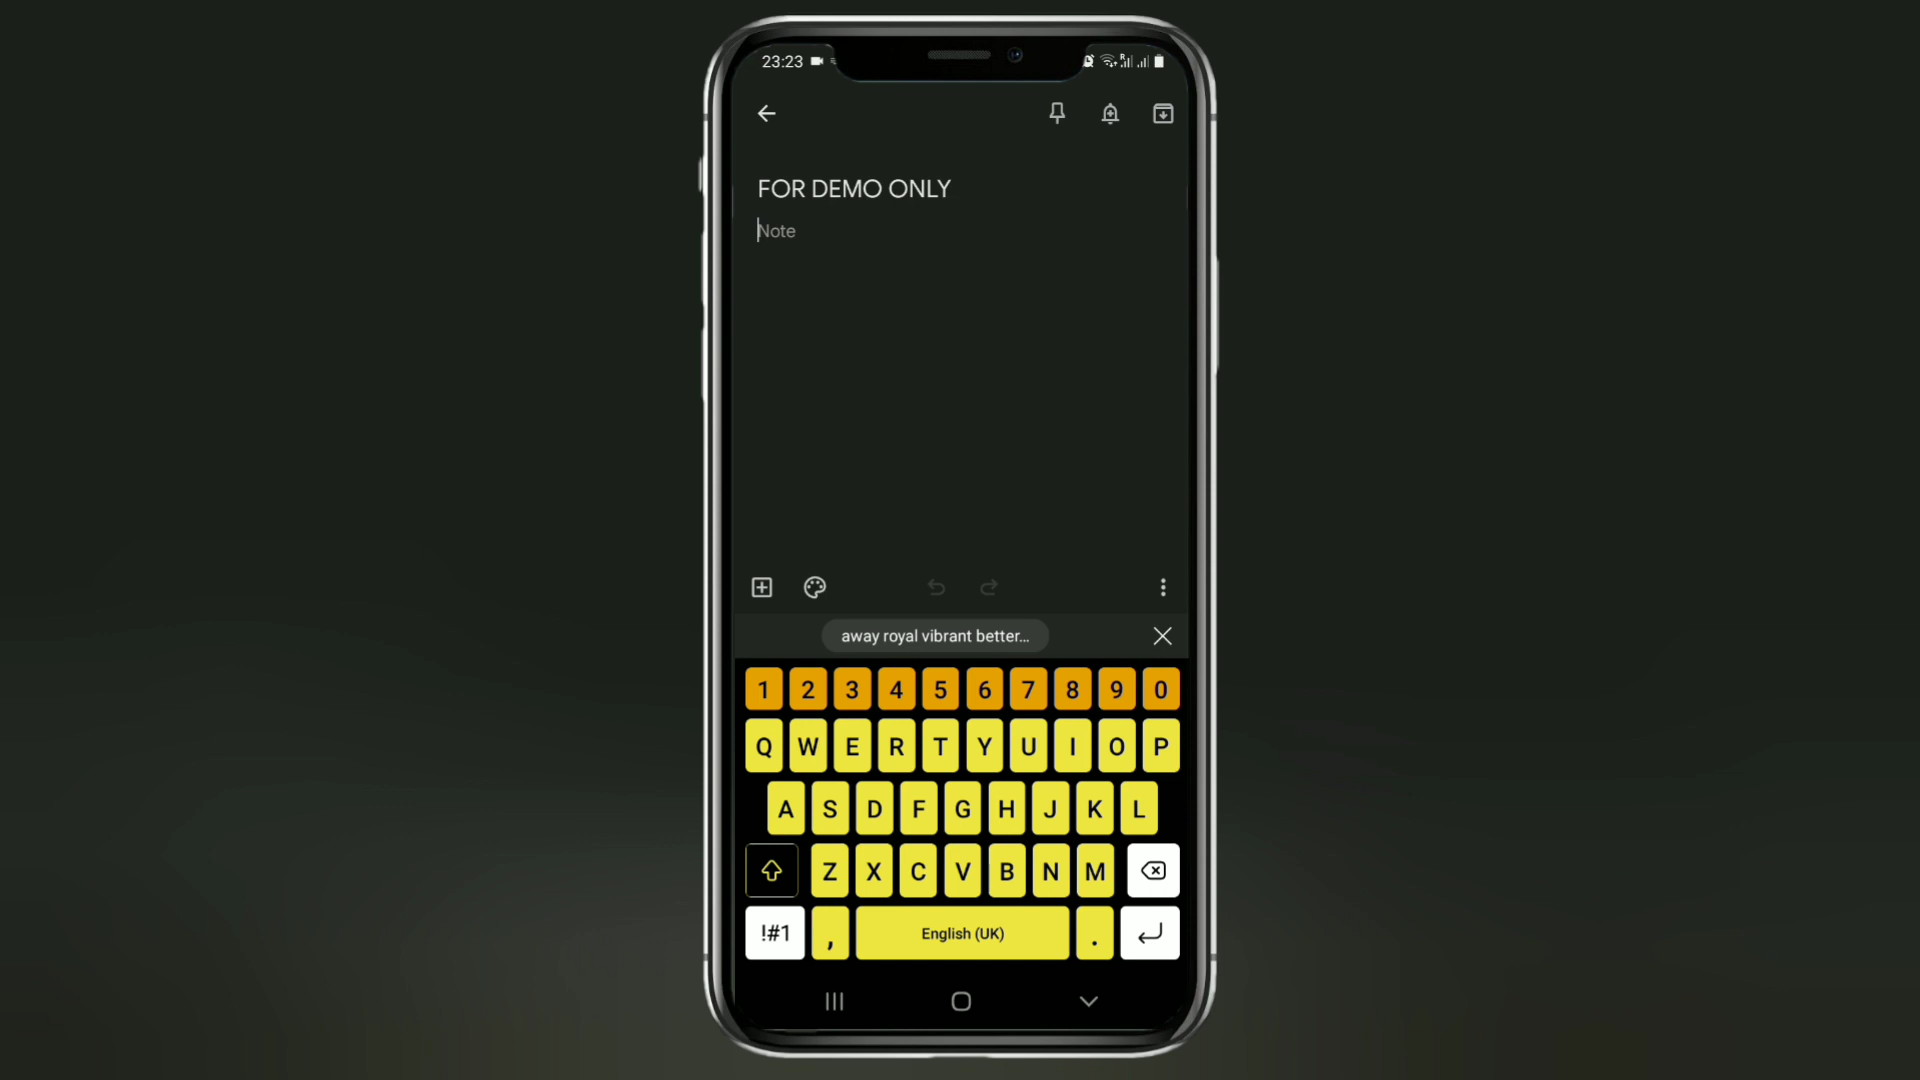 23:23
FOR DEMO ONLY
Note
away royal vibrant better...
1 2 3 4 5 6 7 8 9 0
Q W E R T Y U I O P
A S D F G H J K L
Z X C V B N M
!#1 , English (UK) .